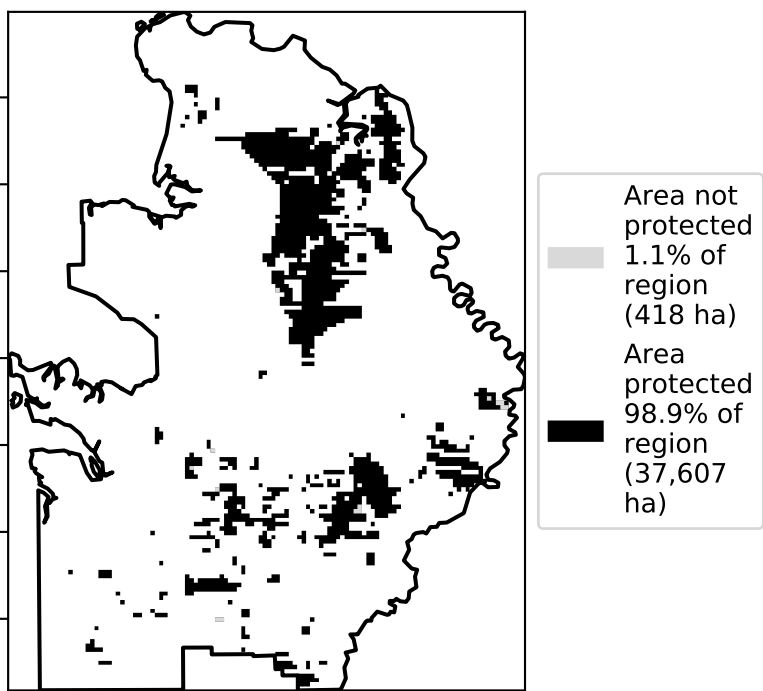 Area not
protected
1.1% of
region
(418 ha)
Area
protected
98.9% of
region
(37,607
ha)